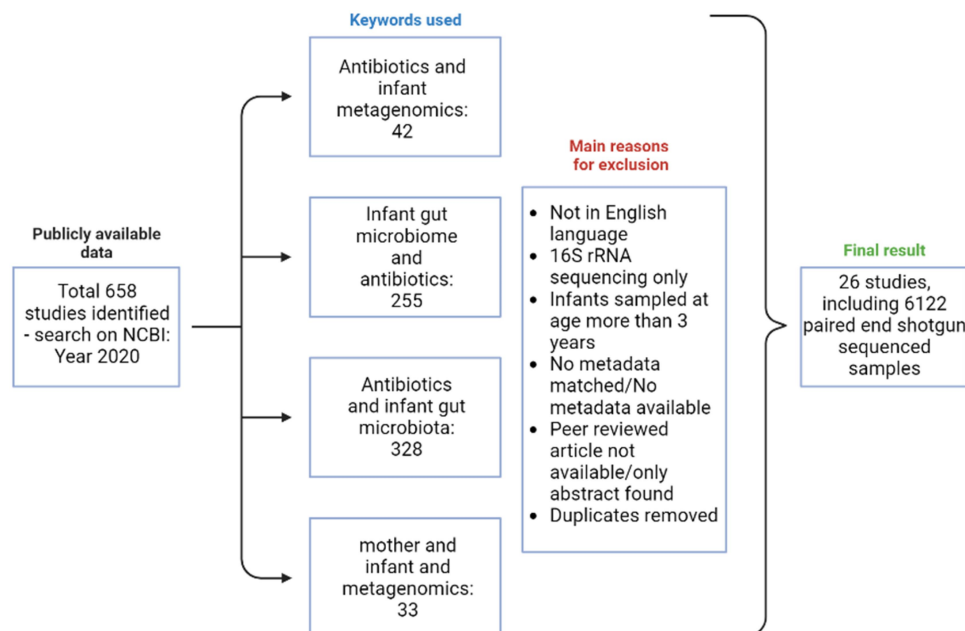 Publicly available
data
Total 658
studies identified
- search on NCBI:
Year 2020
Keywords used
Antibiotics and
infant
metagenomics:
42
Infant gut
microbiome
and
antibiotics:
255
Antibiotics
and infant gut
microbiota:
328
mother and
infant and
metagenomics:
33
Main reasons
for exclusion
• Not in English
language
• 16S rRNA
sequencing only
• Infants sampled at
age more than 3
years
• No metadata
matched/No
metadata available
• Peer reviewed
article not
available/only
abstract found
• Duplicates removed
Final result
26 studies,
including 6122
paired end shotgun
sequenced
samples